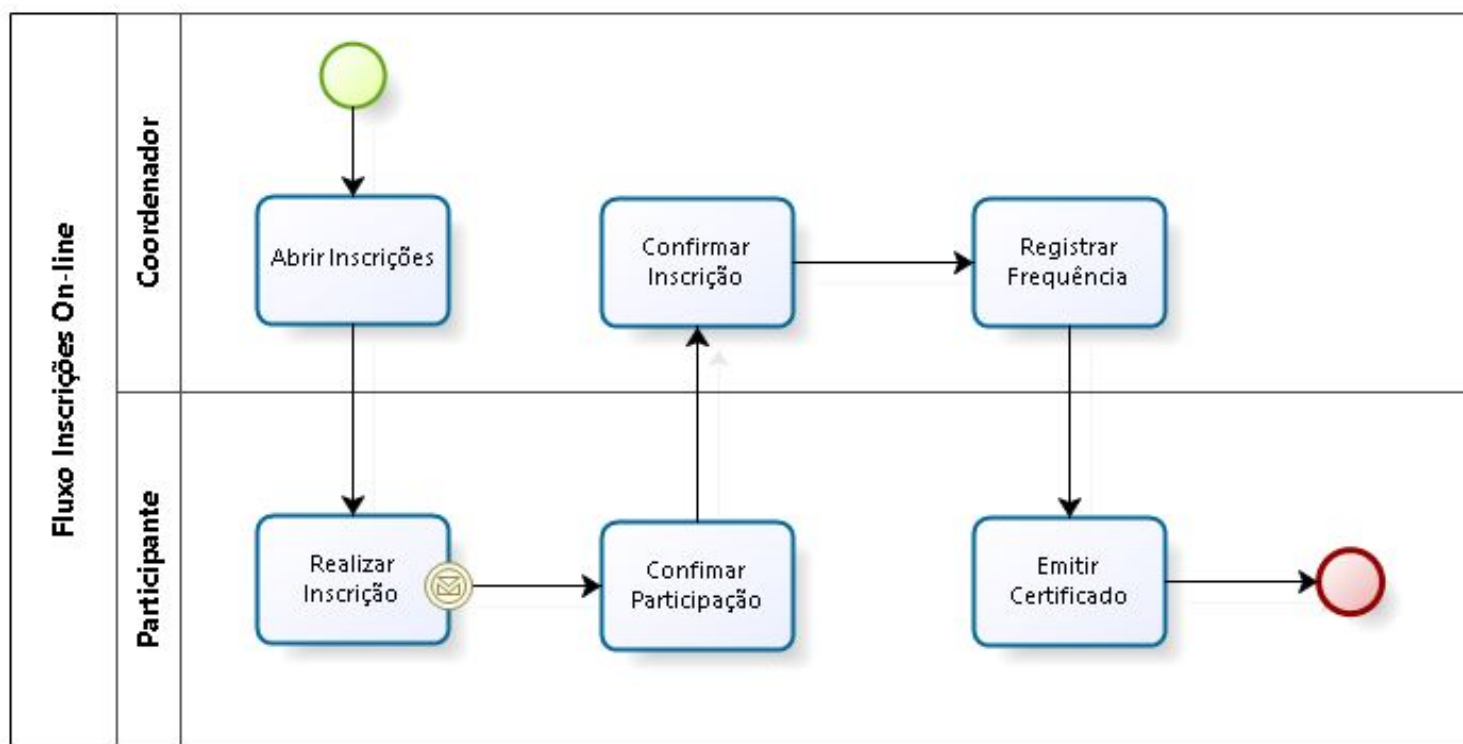 Fluxo Inscrições On-line
Coordenador
Abrir Inscrições
Confirmar
Inscrição
Registrar
Frequência
Participante
Realizar
Inscrição
Confimar
Participação
Emitir
Certificado